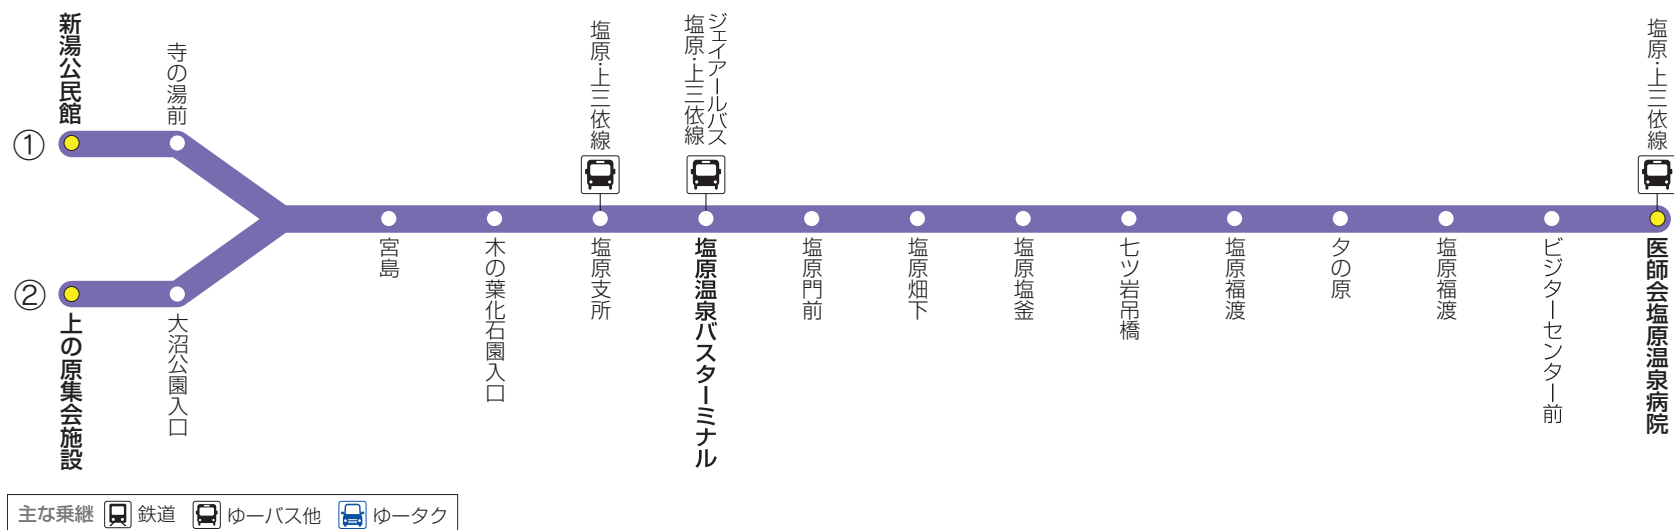 ①
新湯公民館
寺の湯前
②
上の原集会施設
大沼公園入口
宮島
木の葉化石園入口
塩原・上三依線
塩原支所
ジェイアールバス
塩原・上三依線
塩原温泉バスターミナル
塩原門前
塩原畑下
塩原塩釜
七ツ岩吊橋
塩原福渡
夕の原
塩原福渡
ビジターセンター前
塩原・上三依線
医師会塩原温泉病院
主な乗継 鉄道 ゆーバス他 ゆータク